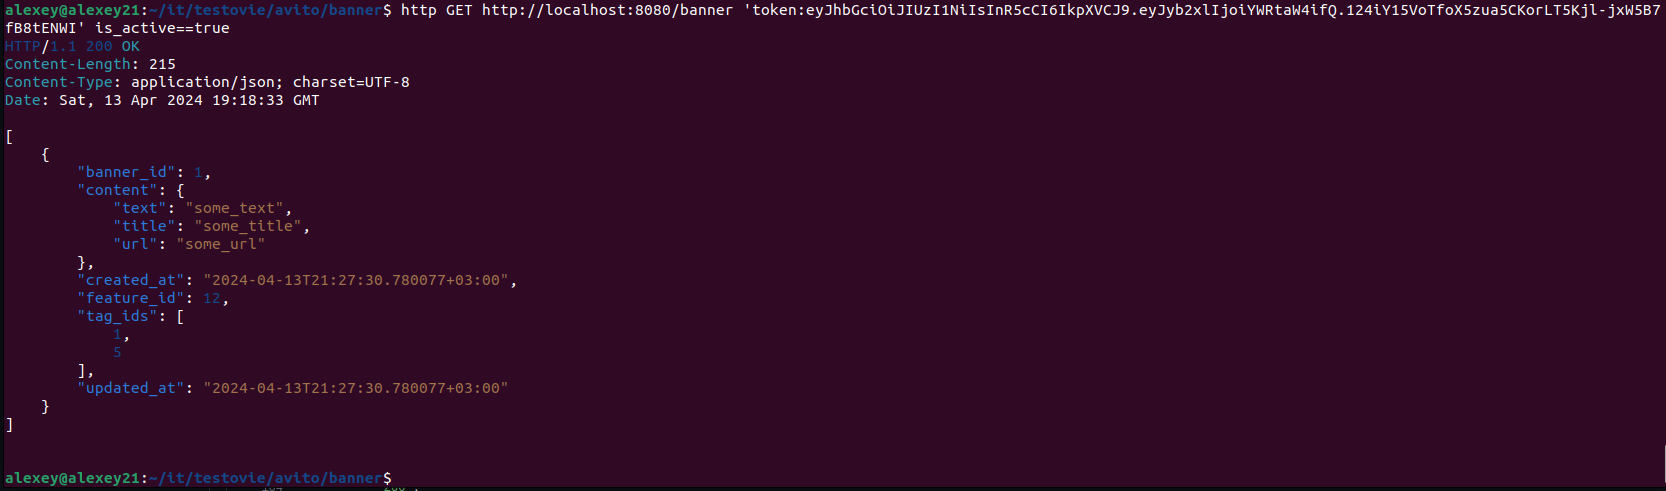 alexey@alexey21:~/it/testovie/avito/banner$ http GET http://localhost:8080/banner 'token:eyJhbGciOiJIUzI1NiIsInR5cCI6IkpXVCJ9.eyJyb2xlIjoiYWRtaW4ifQ.124iY15VoTfoX5zua5CKorLT5Kjl-jxW5B7
fB8tENWI' is_active==true
HTTP/1.1 200 OK
Content-Length: 215
Content-Type: application/json; charset=UTF-8
Date: Sat, 13 Apr 2024 19:18:33 GMT
[
{
"banner_id": 1,
"content": {
"text": "some_text",
"title": "some_title",
"url": "some_url"
},
"created_at": "2024-04-13T21:27:30.780077+03:00",
"feature_id": 12,
"tag_ids": [
1,
5
],
"updated_at": "2024-04-13T21:27:30.780077+03:00"
}
]
alexey@alexey21:~/it/testovie/avito/banner$